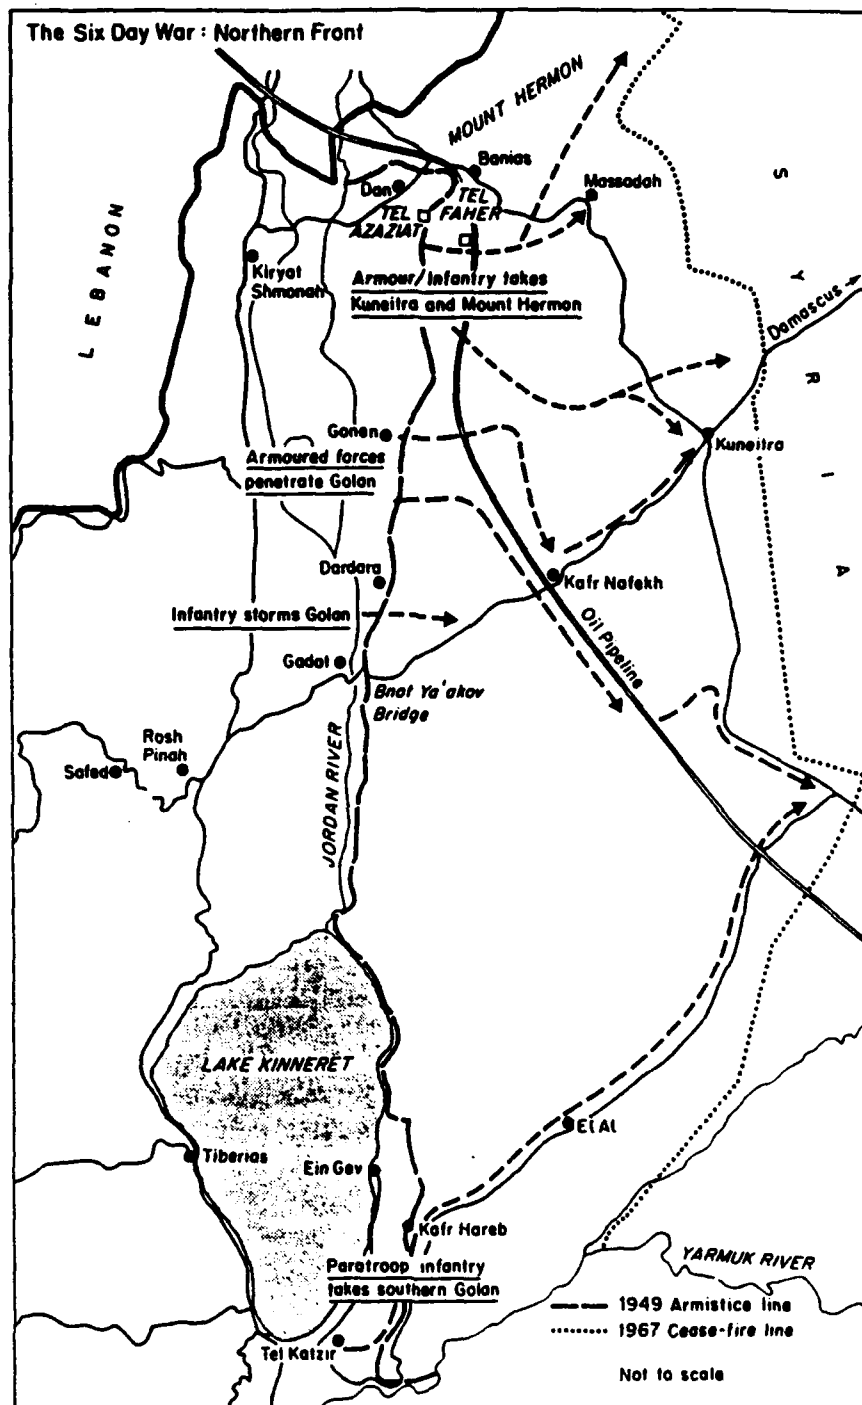 The Six Day War : Northern Front
MOUNT HERMON
Banias
Dan
TEL
FAHER
Massadah
TEL
AZAZIAT
S Y R I A
LEBANON
Kiryat
Shmonah
Armour/Infantry takes
Kuneitra and Mount Hermon
Damascus
Gonen
Kuneitra
Armoured forces
penetrate Golan
Dardara
Kafr Nafekh
Infantry storms Golan
Oil Pipeline
Gadot
Bnot Ya'akov
Bridge
Rosh
Pinah
Safed
JORDAN RIVER
LAKE KINNERET
El Al
Tiberias
Ein Gev
Kafr Hareb
YARMUK RIVER
Paratroop infantry
takes southern Golan
1949 Armistice line
1967 Cease-fire line
Tel Katzir
Not to scale